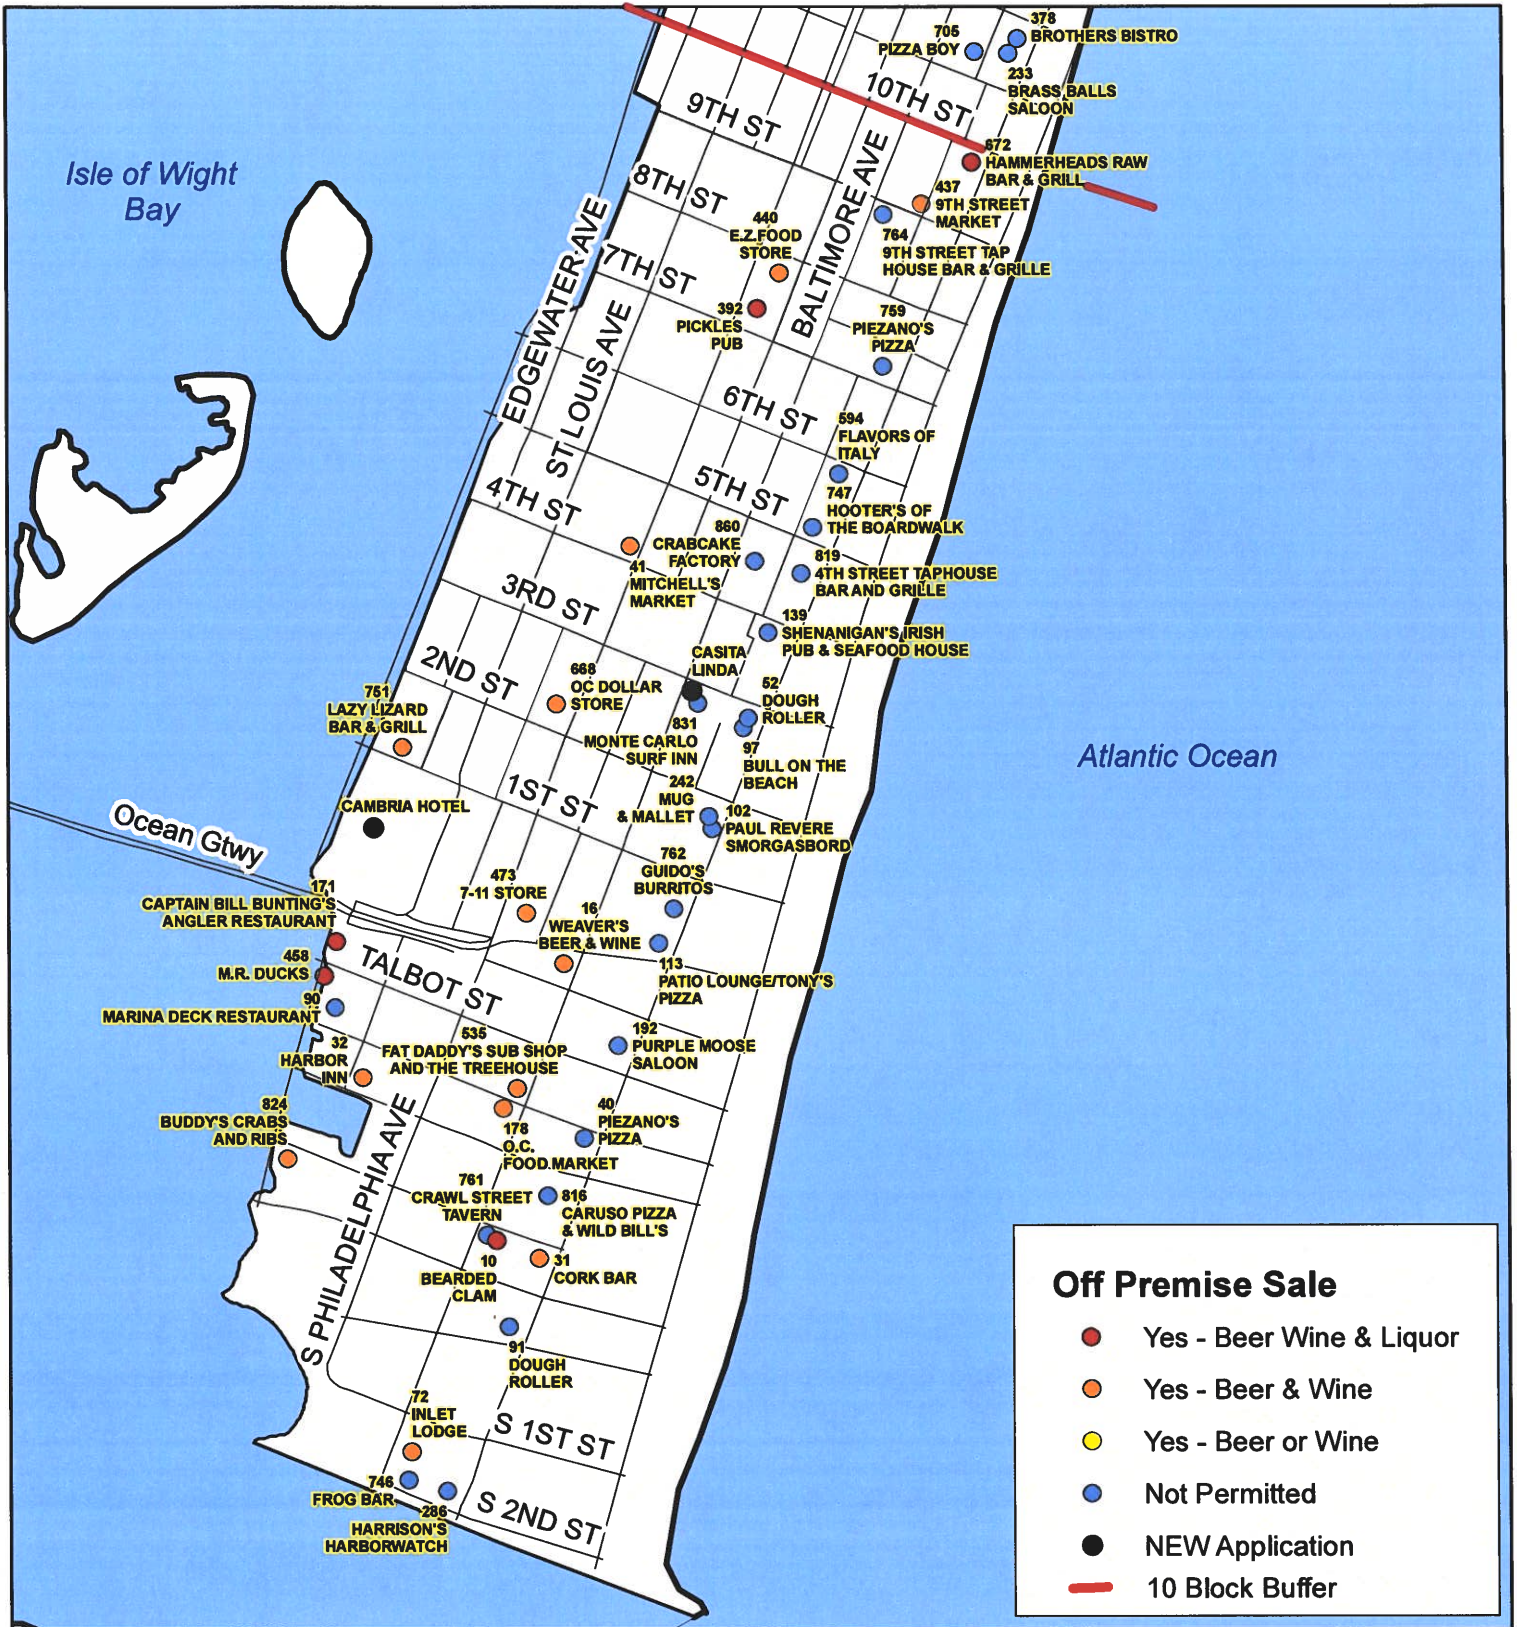 378
BROTHERS BISTRO
705
PIZZA BOY
233
BRASS BALLS
SALOON
10TH ST
9TH ST
672
HAMMERHEADS RAW
BAR & GRILL
Isle of Wight
Bay
8TH ST
437
9TH STREET
MARKET
440
E.Z.FOOD
STORE
764
9TH STREET TAP
HOUSE BAR & GRILLE
BALTIMORE AVE
EDGEWATER AVE
7TH ST
392
PICKLES
PUB
759
PIEZANO'S
PIZZA
ST LOUIS AVE
6TH ST
594
FLAVORS OF
ITALY
5TH ST
747
HOOTER'S OF
THE BOARDWALK
4TH ST
860
CRABCAKE
FACTORY
819
4TH STREET TAPHOUSE
BAR AND GRILLE
41
MITCHELL'S
MARKET
3RD ST
139
SHENANIGAN'S IRISH
PUB & SEAFOOD HOUSE
CASITA
LINDA
2ND ST
668
OC DOLLAR
STORE
52
DOUGH
ROLLER
751
LAZY LIZARD
BAR & GRILL
831
MONTE CARLO
SURF INN
97
BULL ON THE
BEACH
Atlantic Ocean
1ST ST
242
MUG
& MALLET
102
PAUL REVERE
SMORGASBORD
CAMBRIA HOTEL
Ocean Gtwy
762
GUIDO'S
BURRITOS
473
7-11 STORE
171
CAPTAIN BILL BUNTING'S
ANGLER RESTAURANT
16
WEAVER'S
BEER & WINE
458
M.R. DUCKS
TALBOT ST
113
PATIO LOUNGE/TONY'S
PIZZA
90
MARINA DECK RESTAURANT
192
PURPLE MOOSE
SALOON
32
HARBOR
INN
535
FAT DADDY'S SUB SHOP
AND THE TREEHOUSE
824
BUDDY'S CRABS
AND RIBS
40
PIEZANO'S
PIZZA
178
O.C.
FOOD MARKET
S PHILADELPHIA AVE
761
CRAWL STREET
TAVERN
816
CARUSO PIZZA
& WILD BILL'S
10
BEARDED
CLAM
31
CORK BAR
91
DOUGH
ROLLER
72
INLET
LODGE
S 1ST ST
746
FROG BAR
286
HARRISON'S
HARBORWATCH
S 2ND ST
Off Premise Sale
Yes - Beer Wine & Liquor
Yes - Beer & Wine
Yes - Beer or Wine
Not Permitted
NEW Application
10 Block Buffer